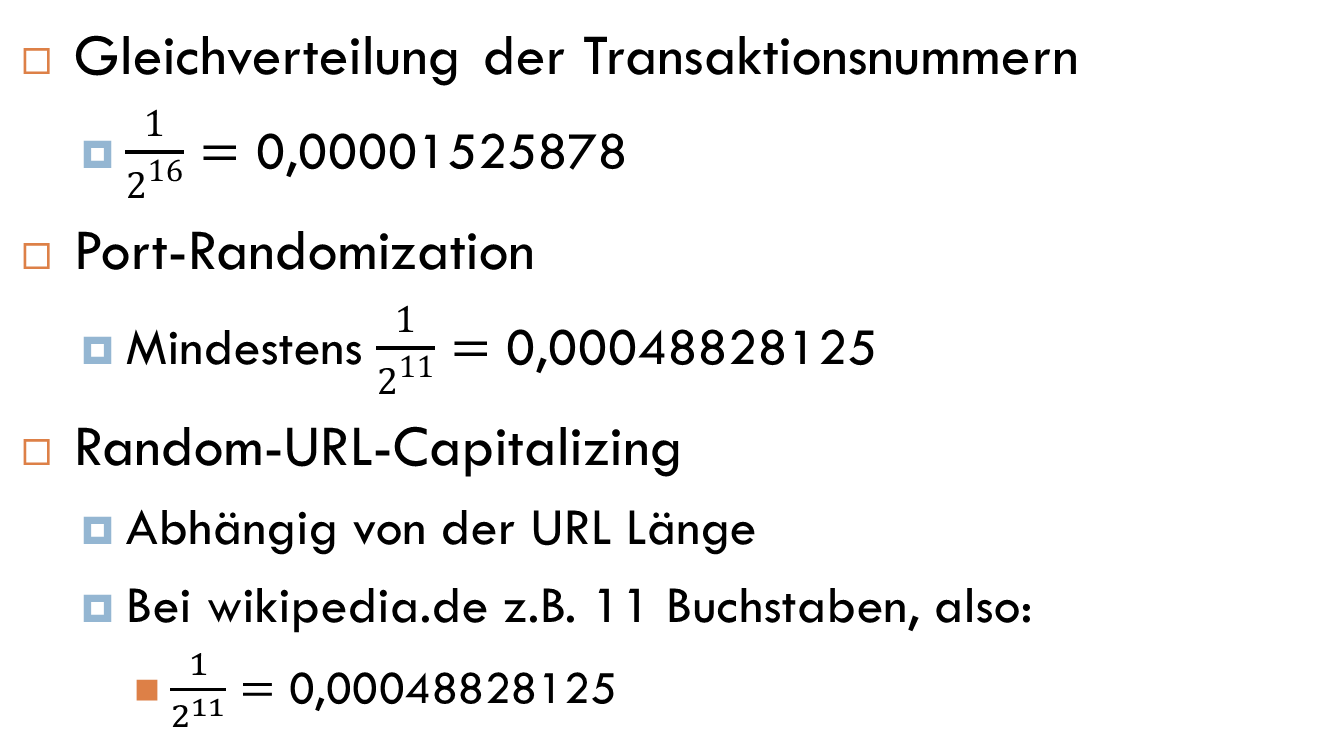 Gleichverteilung der Transaktionsnummern
1/2^16 = 0,00001525878
Port-Randomization
Mindestens 1/2^11 = 0,00048828125
Random-URL-Capitalizing
Abhängig von der URL Länge
Bei wikipedia.de z.B. 11 Buchstaben, also:
1/2^11 = 0,00048828125